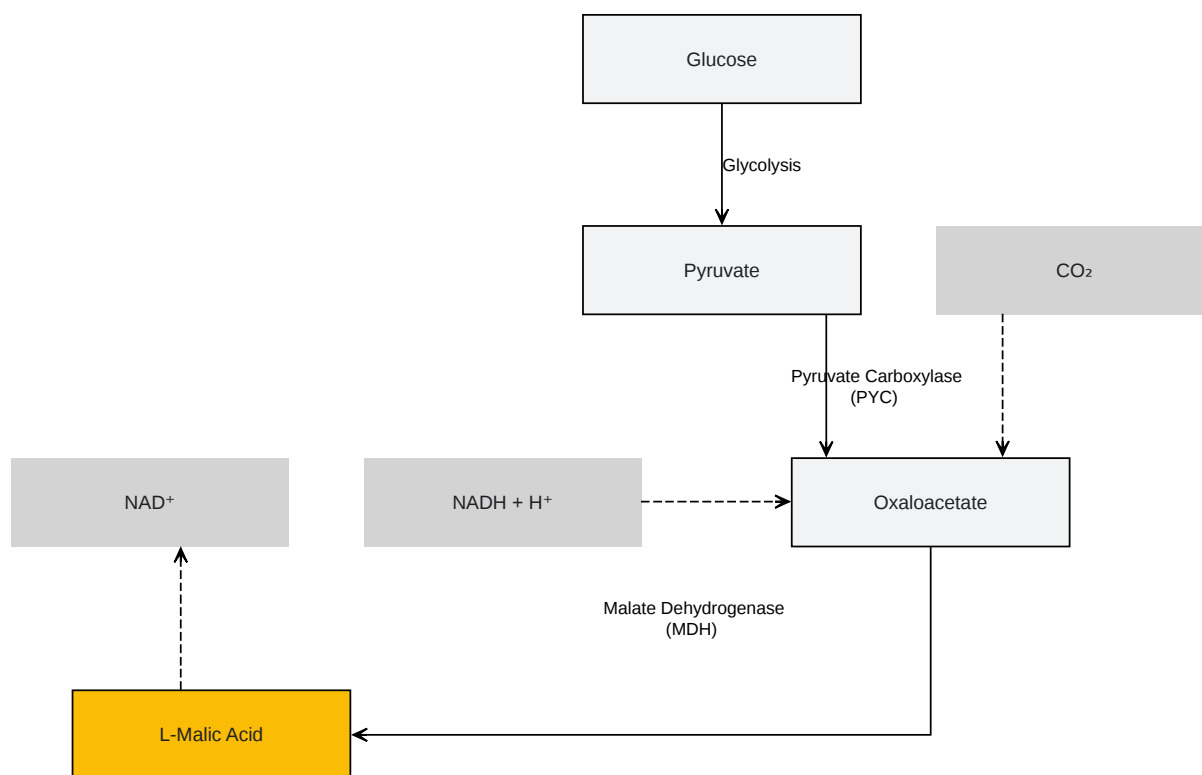 Glucose
Glycolysis
Pyruvate
CO₂
Pyruvate Carboxylase
(PYC)
NAD⁺
NADH + H⁺
Oxaloacetate
Malate Dehydrogenase
(MDH)
L-Malic Acid